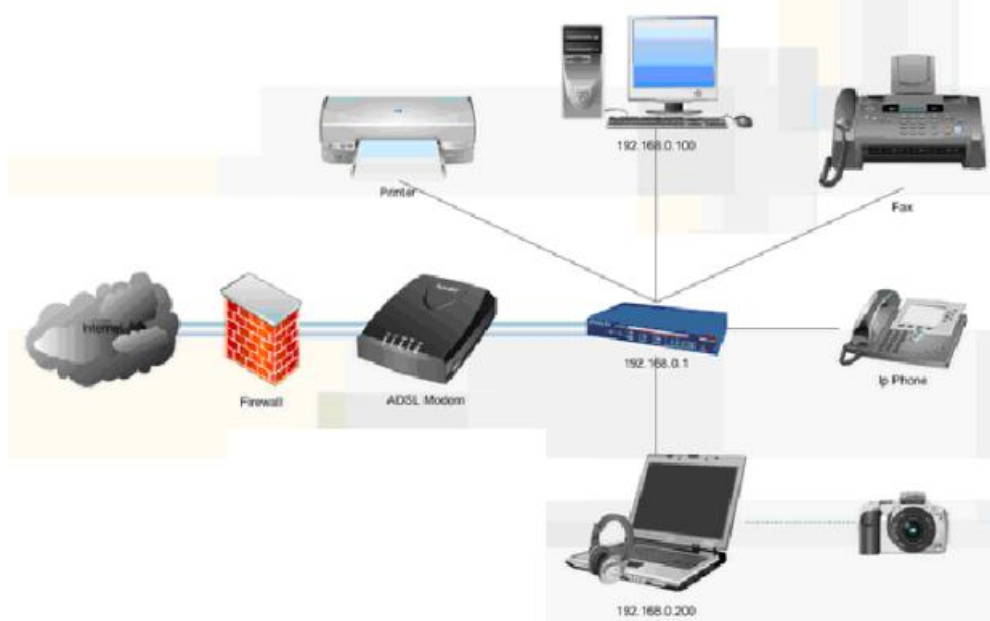 192.168.0.100
Printer
Fax
Internet
Firewall
ADSL Modem
192.168.0.1
Ip Phone
192.168.0.200